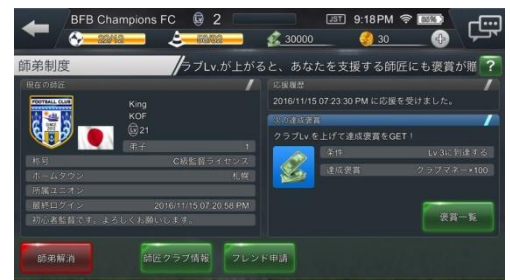 BFB Champions FC 2 JST 9:18PM
30000 30
師弟制度
ブラブLv.が上がると、あなたを支援する師匠にも褒賞が贈 ?
現在の師匠
FOOTBALL CLUB
King
KOF
21
弟子 1
称号 C級監督ライセンス
ホームタウン 札幌
所属ユニオン
最終ログイン 2016/11/15 07:20:58 PM
初心者監督です。よろしくお願いします。
応援履歴
2016/11/15 07:23:30 PM に応援を受けました。
次の達成褒賞
クラブLv.を上げて達成褒賞をGET!
条件 Lv.3に到達する
達成褒賞 クラブマネー×100
褒賞一覧
師弟解消 師匠クラブ情報 フレンド申請